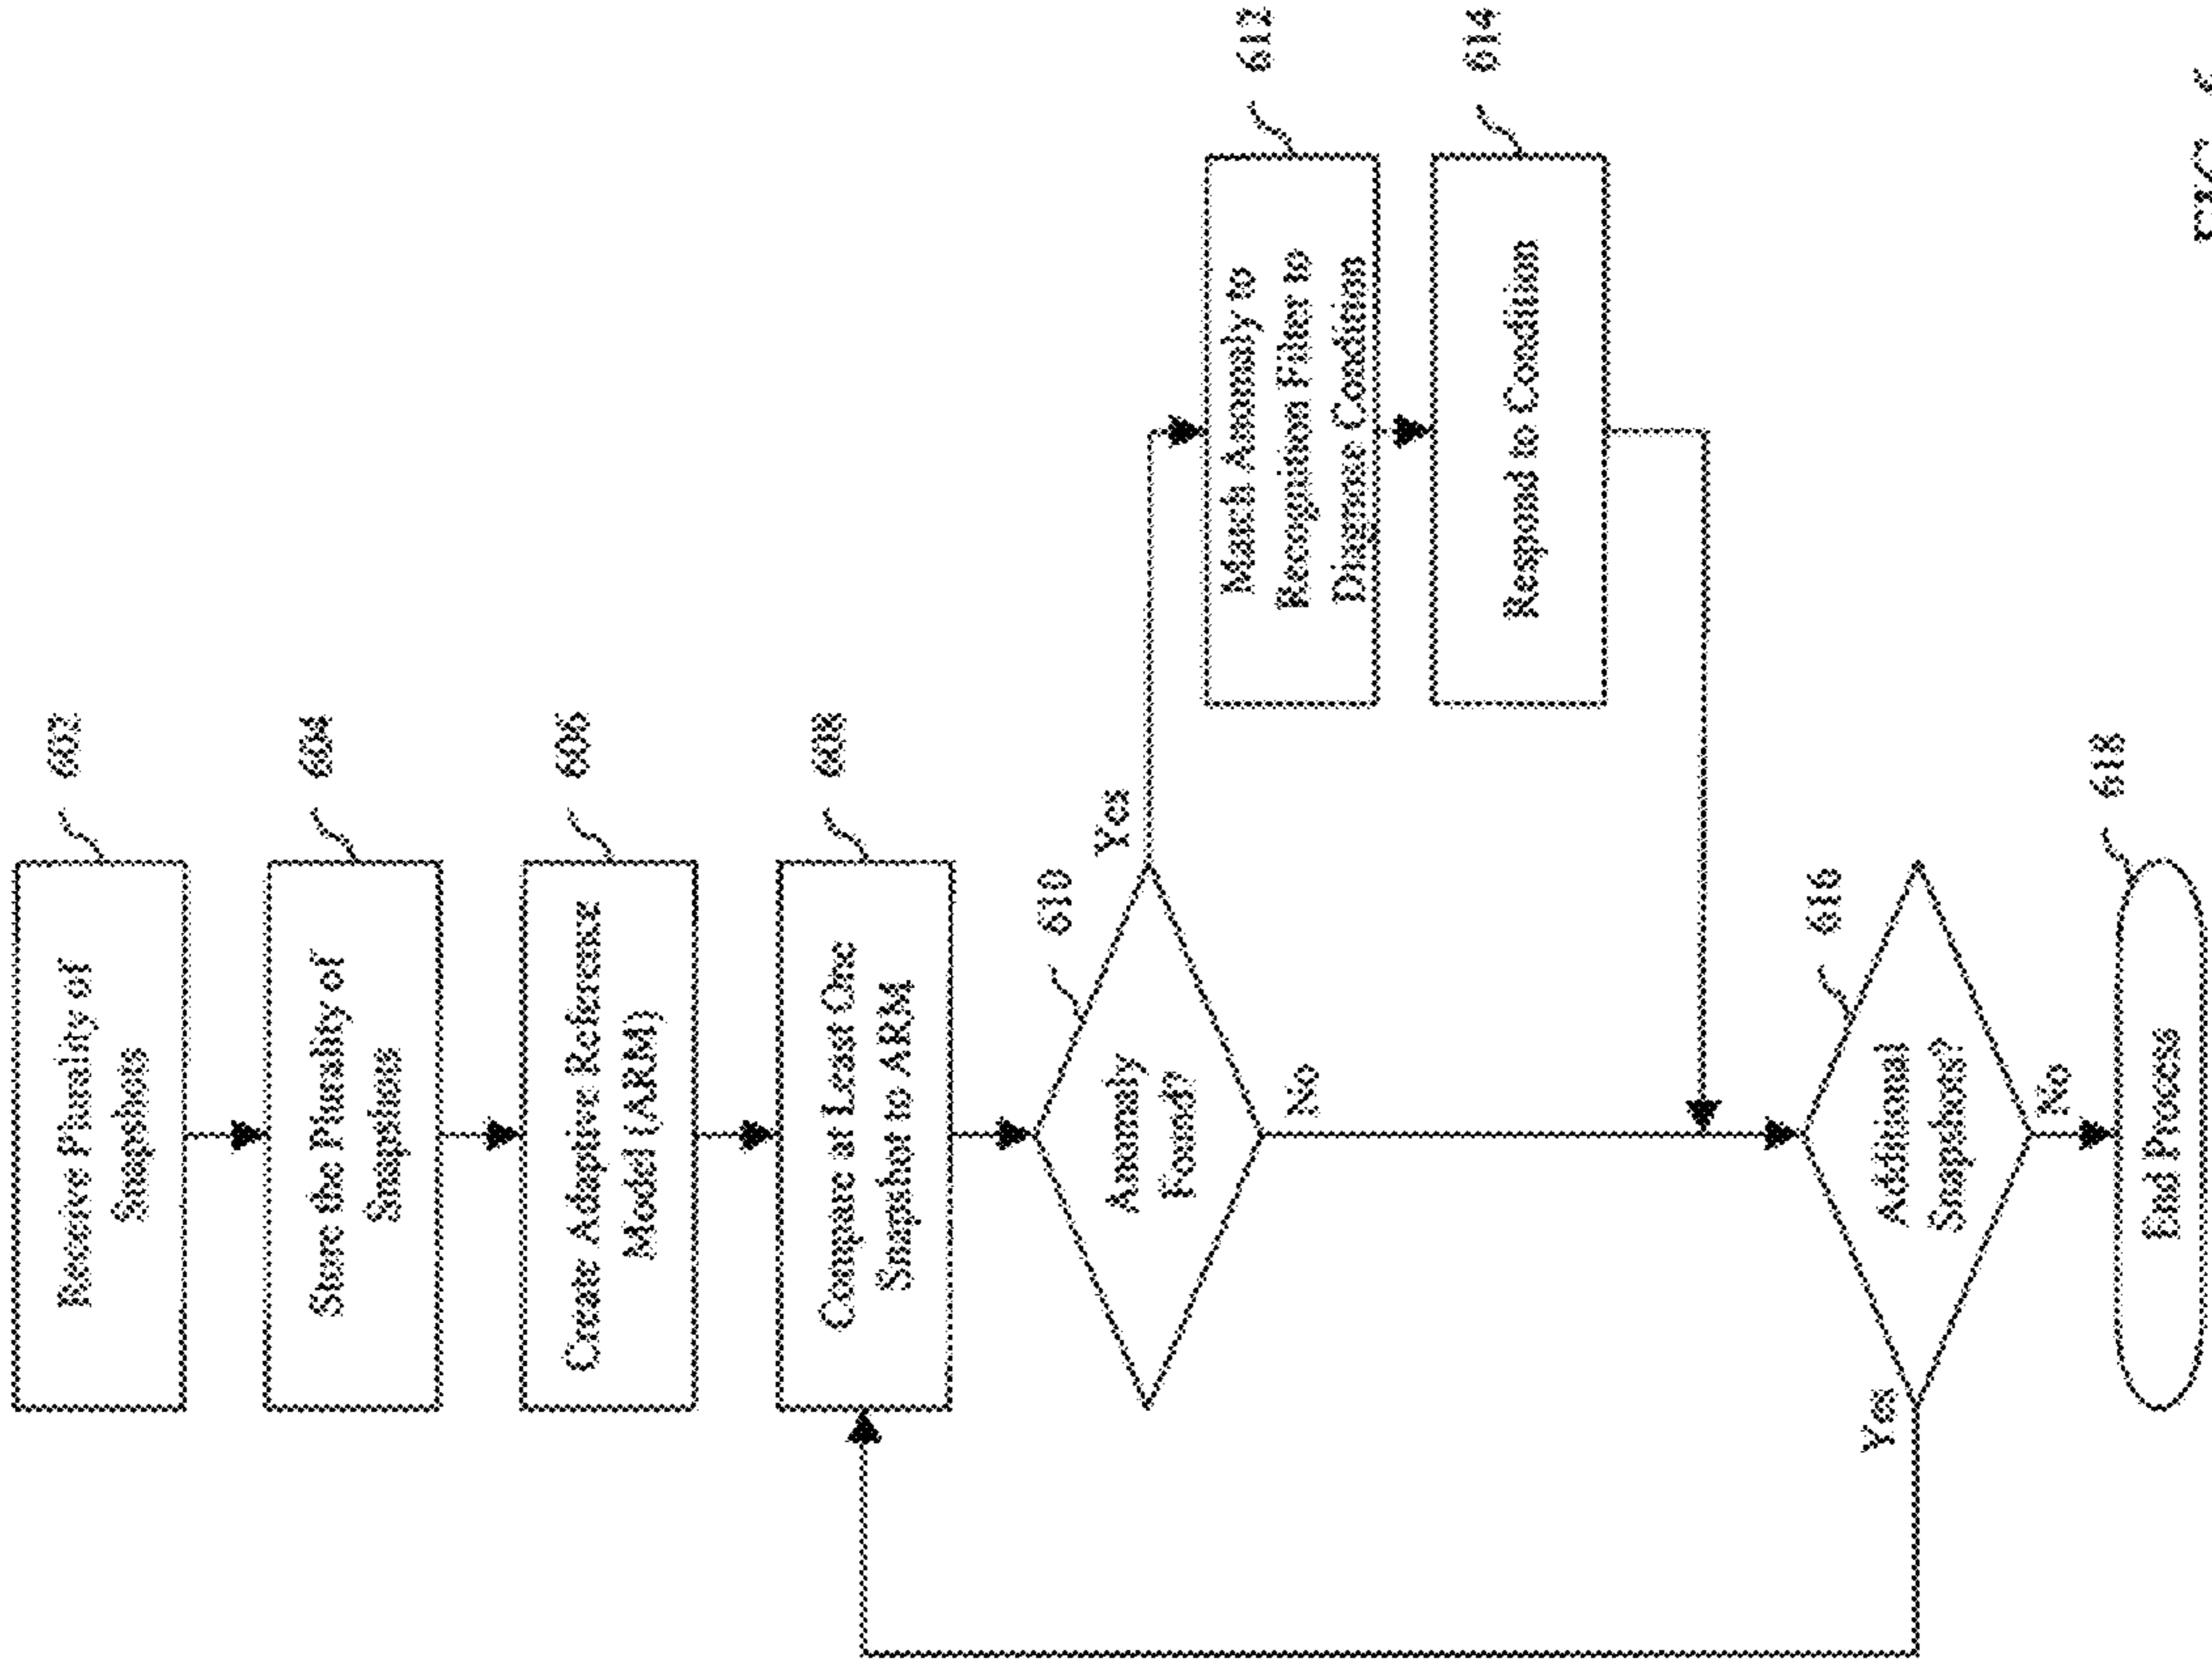 Receive Plurality of
Snapshots
602
Store the Plurality of
Snapshots
604
Create Adaptive Reference
Model (ARM)
606
Compare at Least One
Snapshot to ARM
608
Anomaly
Found?
610
Yes
No
Match Anomaly to
Recognition Filter to
Diagnose Condition
612
Respond to Condition
614
Additional
Snapshots?
616
Yes
No
End Process
618